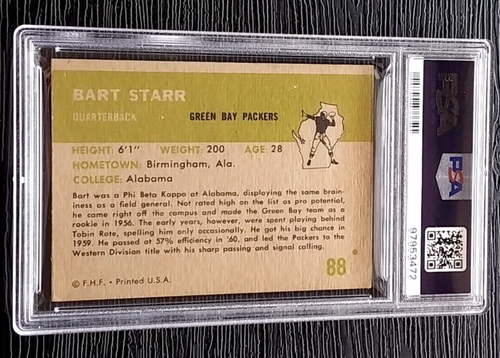 BART STARR
QUARTERBACK GREEN BAY PACKERS
HEIGHT: 6'1" WEIGHT: 200 AGE: 28
HOMETOWN: Birmingham, Ala.
COLLEGE: Alabama
Bart was a Phi Beta Kappa at Alabama, displaying the same brain-
iness as a field general. Not rated high on the list as pro potential,
he came right off the campus and made the Green Bay team as a
rookie in 1956. The early years, however, were spent playing behind
Tobin Rote, spelling him only occasionally. He got his big chance in
1959. He passed at 57% efficiency in '60, and led the Packers to the
Western Division title with his sharp passing and signal calling.
88
© F.H.F. • Printed U.S.A.
PSA
PSA
97953472